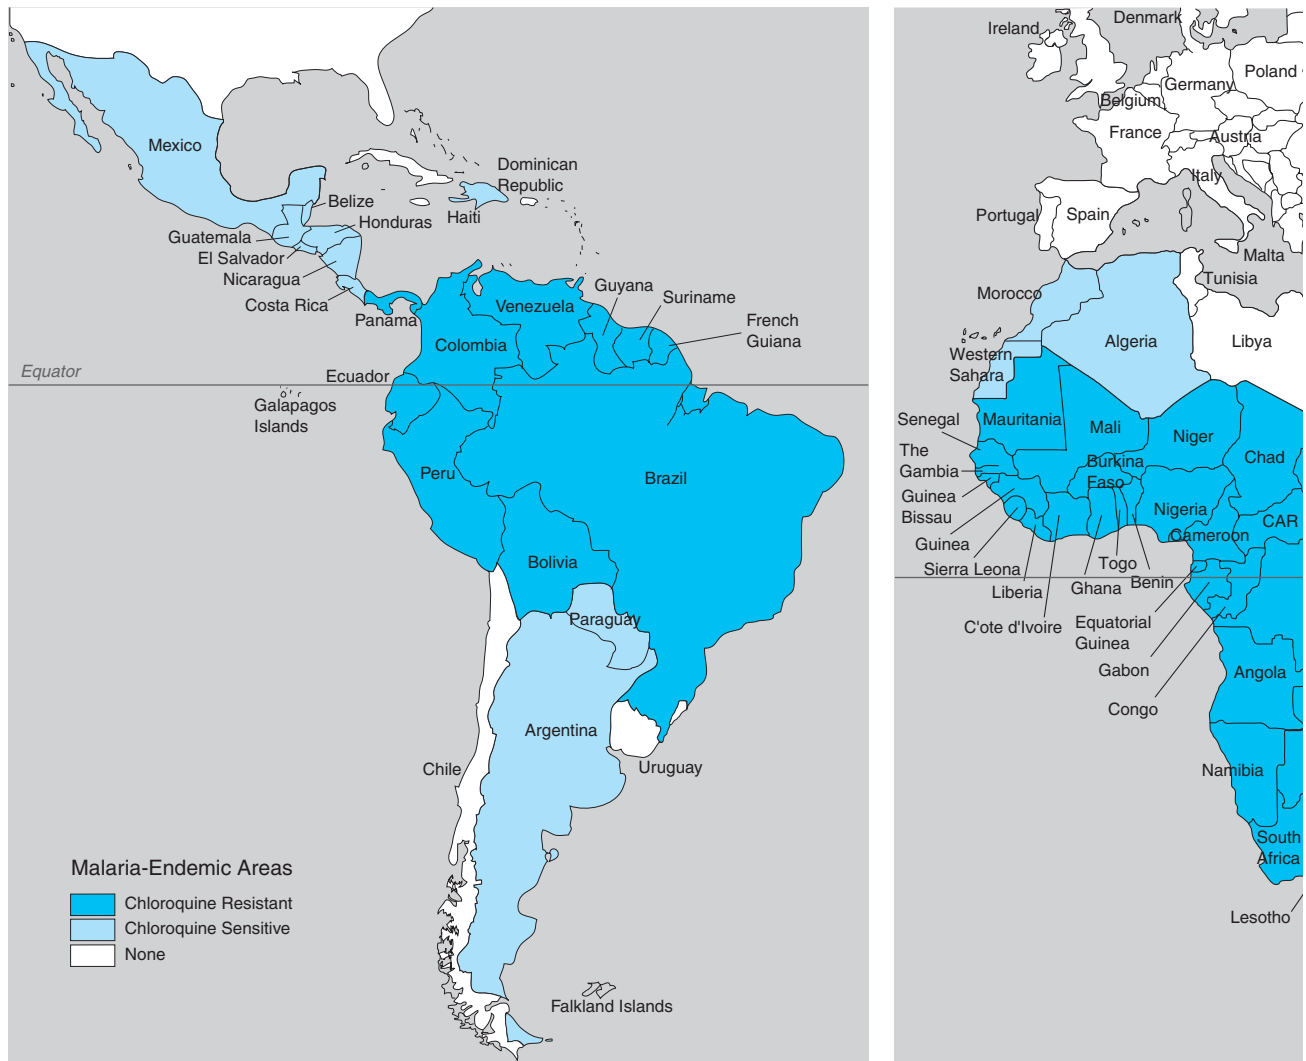 Mexico
Dominican
Republic
Belize
Haiti
Honduras
Guatemala
El Salvador
Nicaragua
Costa Rica
Panama
Venezuela
Guyana
Suriname
French
Guiana
Colombia
Equator
Ecuador
Galapagos
Islands
Peru
Brazil
Bolivia
Paraguay
Argentina
Chile
Uruguay
Malaria-Endemic Areas
Chloroquine Resistant
Chloroquine Sensitive
None
Falkland Islands
Denmark
Ireland
Poland
Germany
Belgium
France
Austria
Italy
Portugal
Spain
Malta
Tunisia
Morocco
Algeria
Libya
Western
Sahara
Senegal
Mauritania
Mali
Niger
Chad
The
Gambia
Burkina
Faso
Guinea
Bissau
Nigeria
CAR
Cameroon
Guinea
Sierra Leona
Togo
Benin
Liberia
Ghana
C'ote d'Ivoire
Equatorial
Guinea
Gabon
Angola
Congo
Namibia
South
Africa
Lesotho